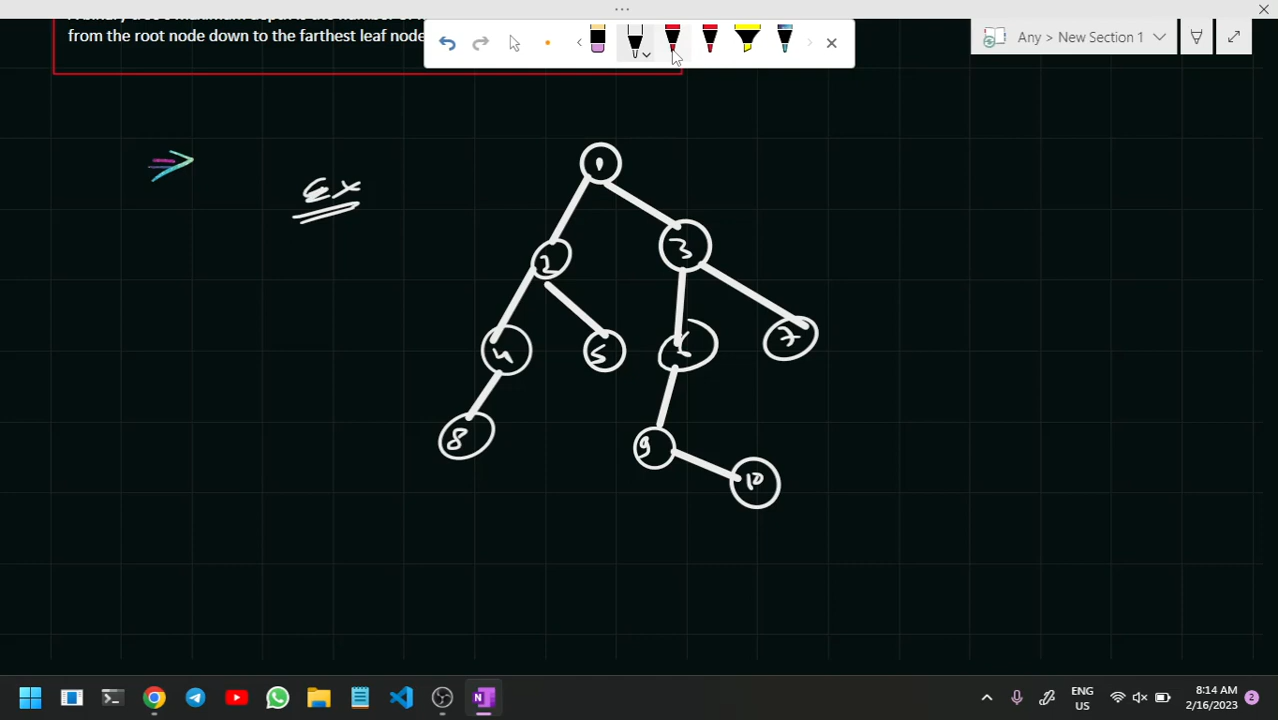 from the root node down to the farthest leaf node
Any > New Section 1
Ex
1
2
3
4
5
7
8
9
10
ENG
US
8:14 AM
2/16/2023
2